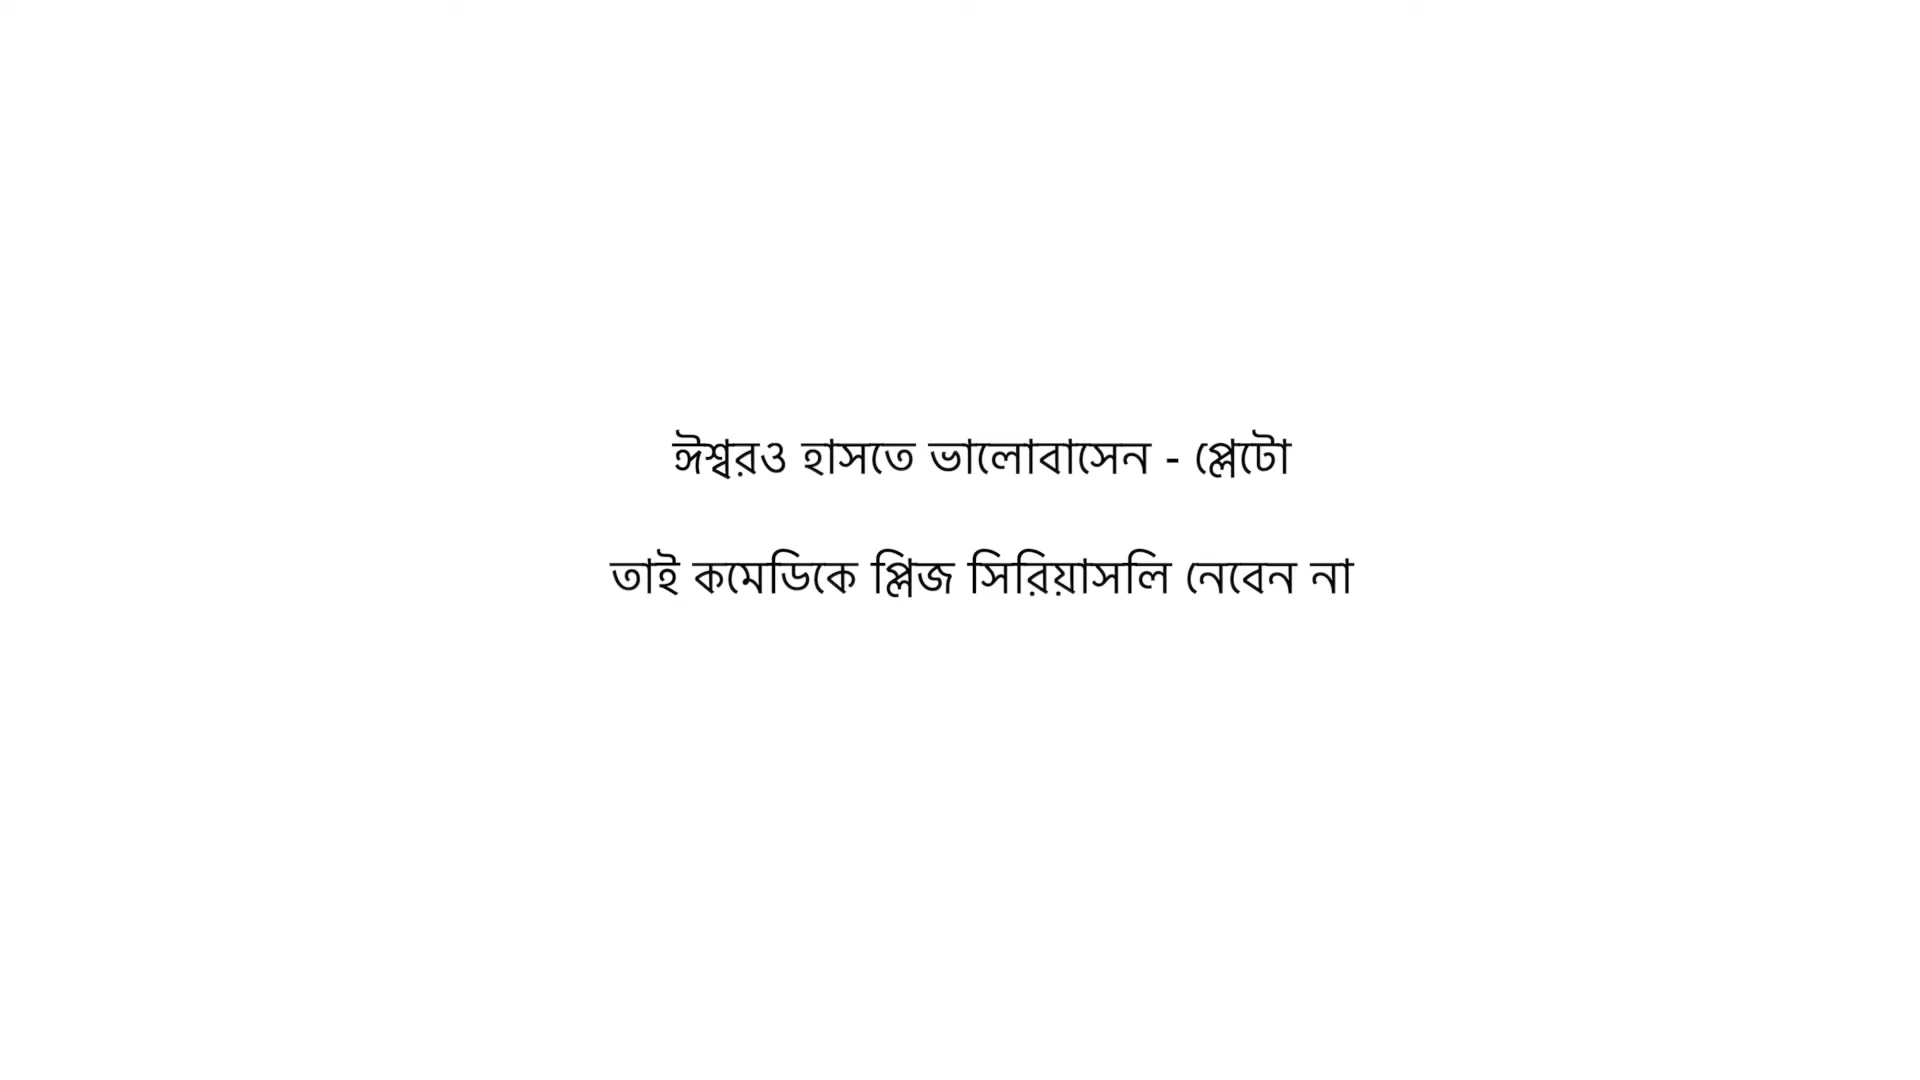 ঈশ্বরও হাসতে ভালোবাসেন - প্লেটো
তাই কমেডিকে প্লিজ সিরিয়াসলি নেবেন না